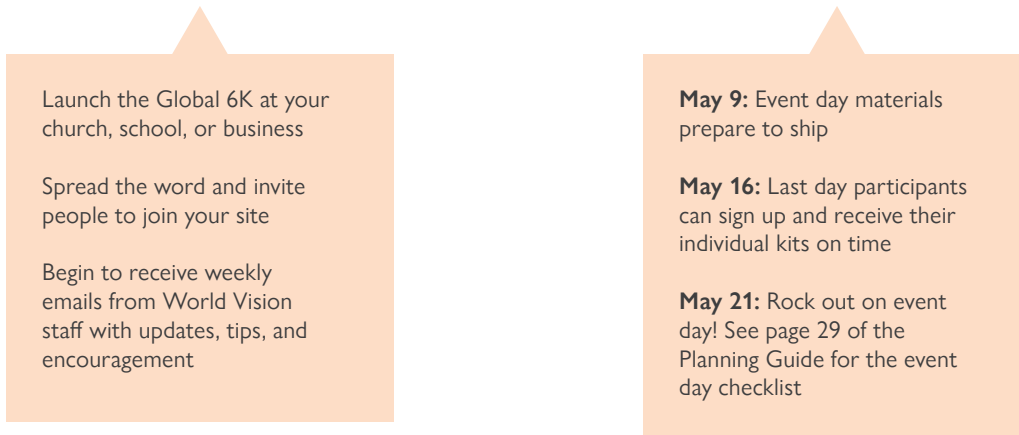 Launch the Global 6K at your
church, school, or business
Spread the word and invite
people to join your site
Begin to receive weekly
emails from World Vision
staff with updates, tips, and
encouragement
May 9: Event day materials
prepare to ship
May 16: Last day participants
can sign up and receive their
individual kits on time
May 21: Rock out on event
day! See page 29 of the
Planning Guide for the event
day checklist